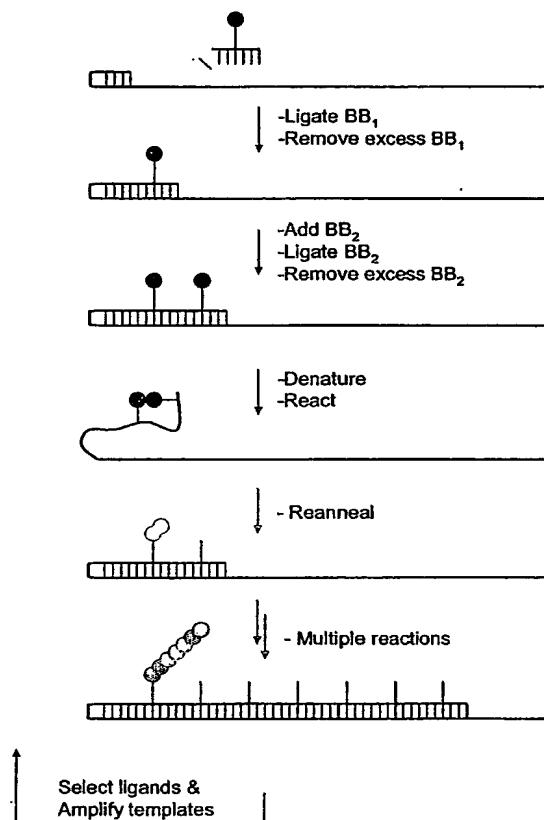 -Ligate BB₁
-Remove excess BB₁
-Add BB₂
-Ligate BB₂
-Remove excess BB₂
-Denature
-React
- Reanneal
- Multiple reactions
Select ligands &
Amplify templates